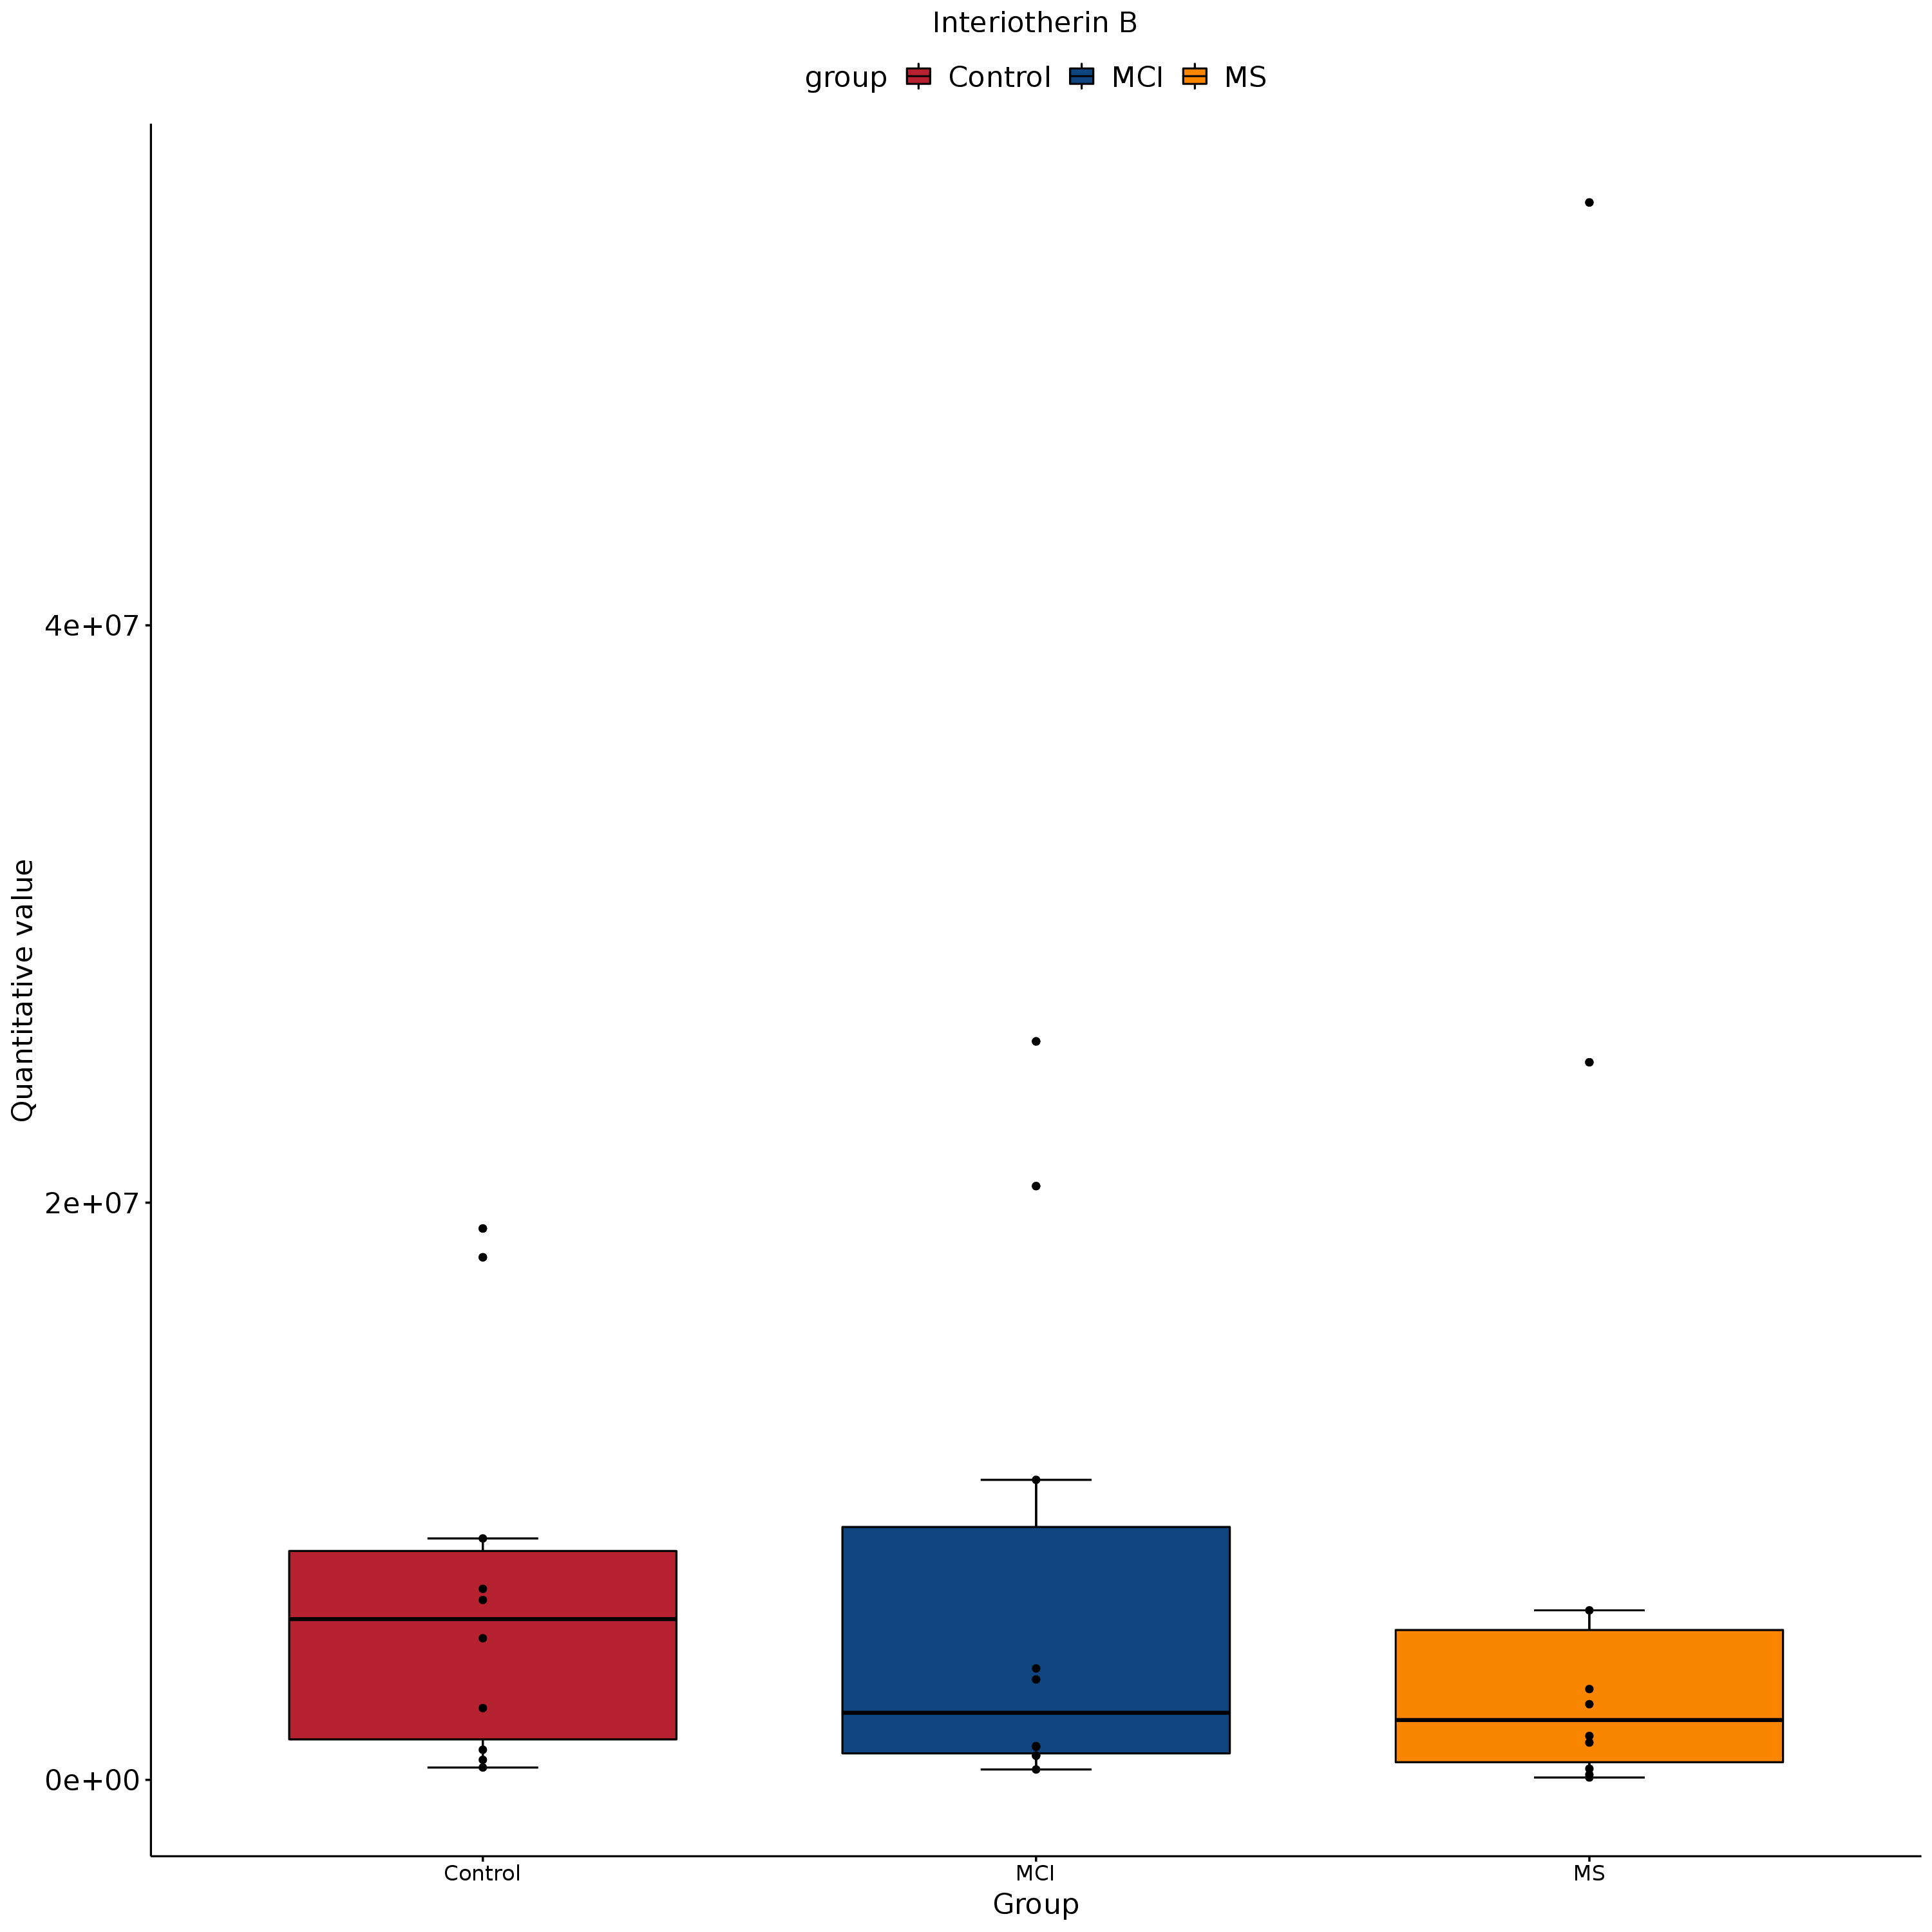 Interiotherin B
group Control MCI MS
Quantitative value
4e+07
2e+07
0e+00
Control MCI MS
Group